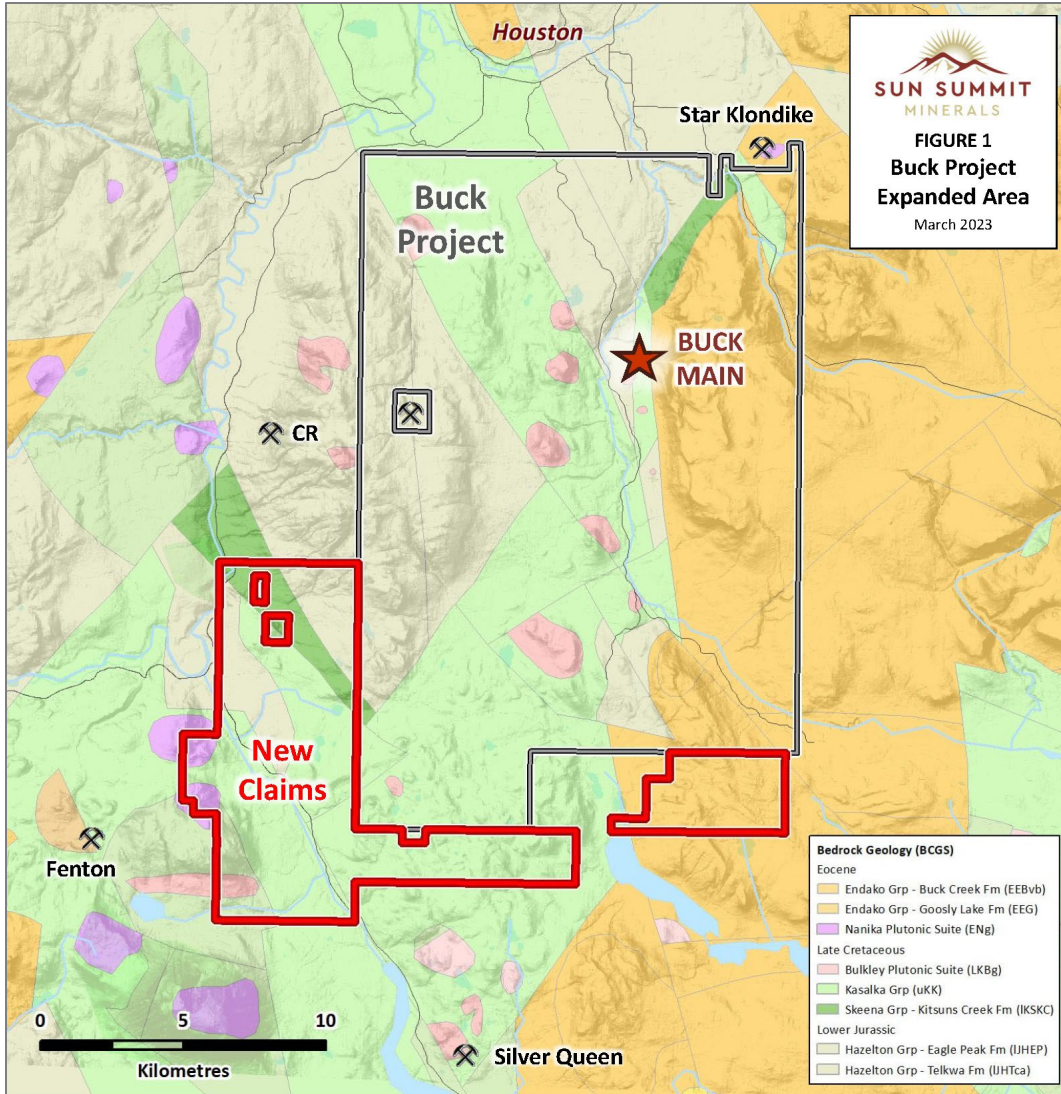 Houston
SUN SUMMIT
MINERALS
FIGURE 1
Buck Project
Expanded Area
March 2023
Star Klondike
Buck
Project
BUCK
MAIN
CR
New
Claims
Fenton
Silver Queen
0 5 10
Kilometres
Bedrock Geology (BCGS)
Eocene
Endako Grp - Buck Creek Fm (EEBvb)
Endako Grp - Goosly Lake Fm (EEG)
Nanika Plutonic Suite (ENg)
Late Cretaceous
Bulkley Plutonic Suite (LKBg)
Kasalka Grp (uKK)
Skeena Grp - Kitsuns Creek Fm (lKSKC)
Lower Jurassic
Hazelton Grp - Eagle Peak Fm (lJHEP)
Hazelton Grp - Telkwa Fm (lJHTca)